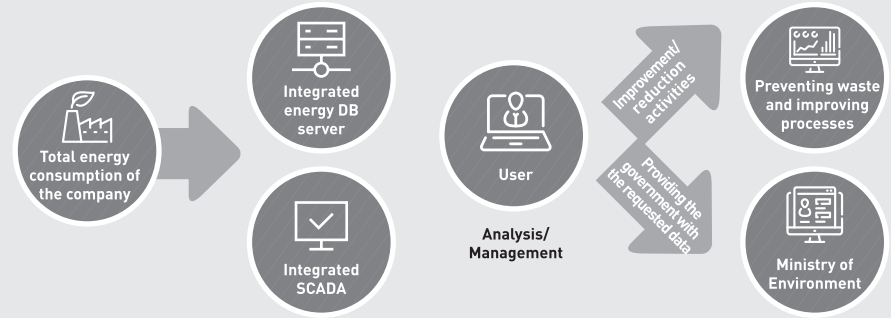 Total energy
consumption of
the company
Integrated
energy DB
server
Integrated
SCADA
User
Analysis/
Management
Improvement/
reduction
activities
Providing the
government with
the requested data
Preventing waste
and improving
processes
Ministry of
Environment